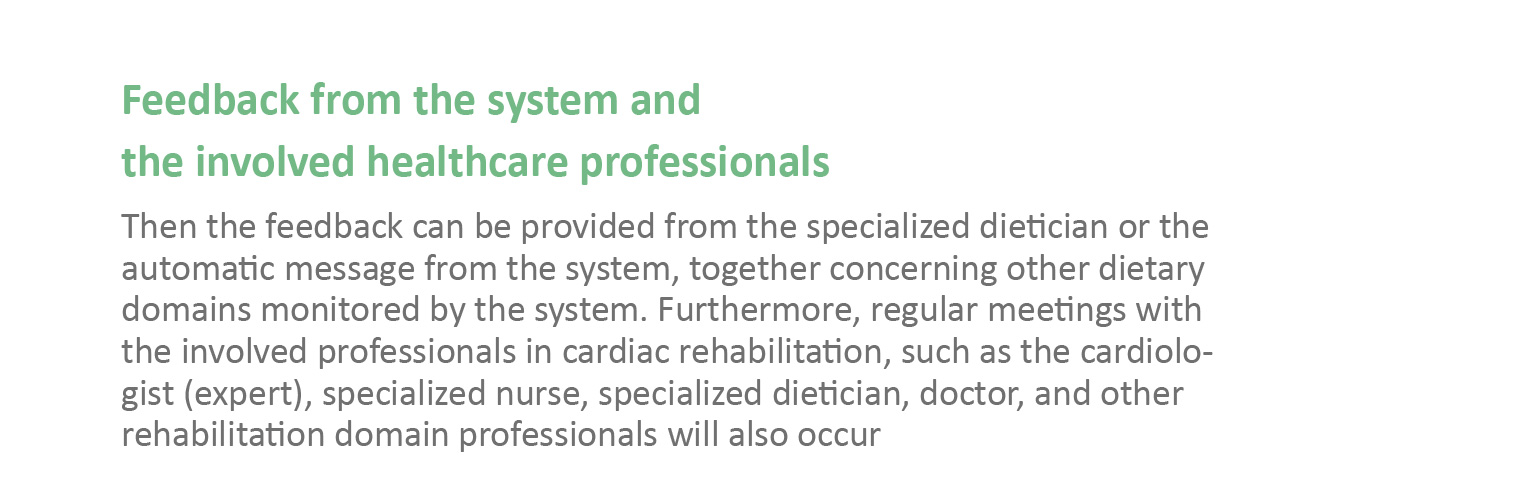 Feedback from the system and
the involved healthcare professionals
Then the feedback can be provided from the specialized dietician or the
automatic message from the system, together concerning other dietary
domains monitored by the system. Furthermore, regular meetings with
the involved professionals in cardiac rehabilitation, such as the cardiolo-
gist (expert), specialized nurse, specialized dietician, doctor, and other
rehabilitation domain professionals will also occur